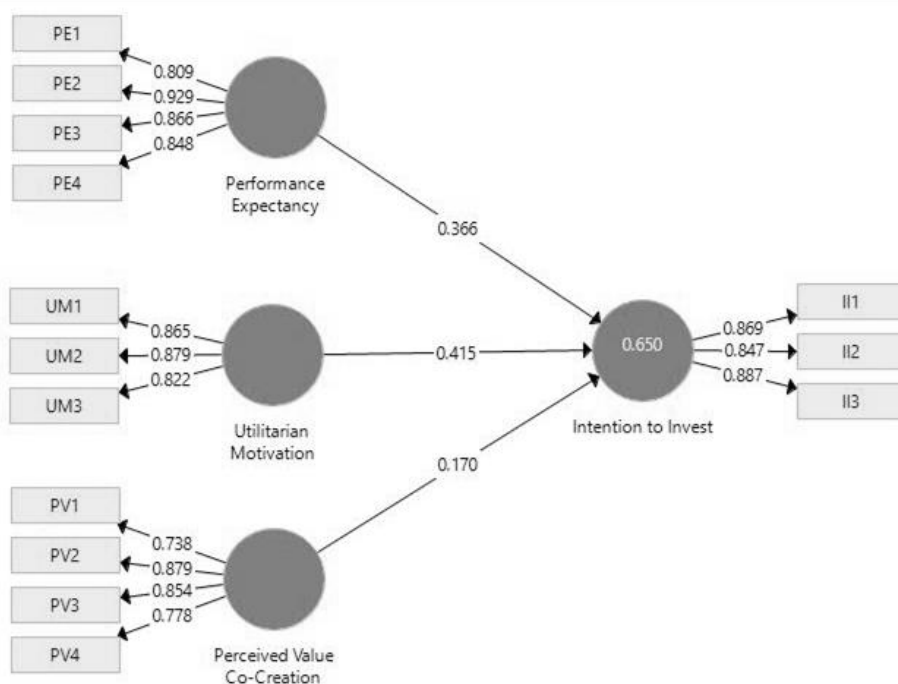 PE1
PE2
PE3
PE4
0.809
0.929
0.866
0.848
Performance
Expectancy
0.366
UM1
UM2
UM3
0.865
0.879
0.822
Utilitarian
Motivation
0.415
PV1
PV2
PV3
PV4
0.738
0.879
0.854
0.778
Perceived Value
Co-Creation
0.170
0.650
Intention to Invest
0.869
0.847
0.887
II1
II2
II3